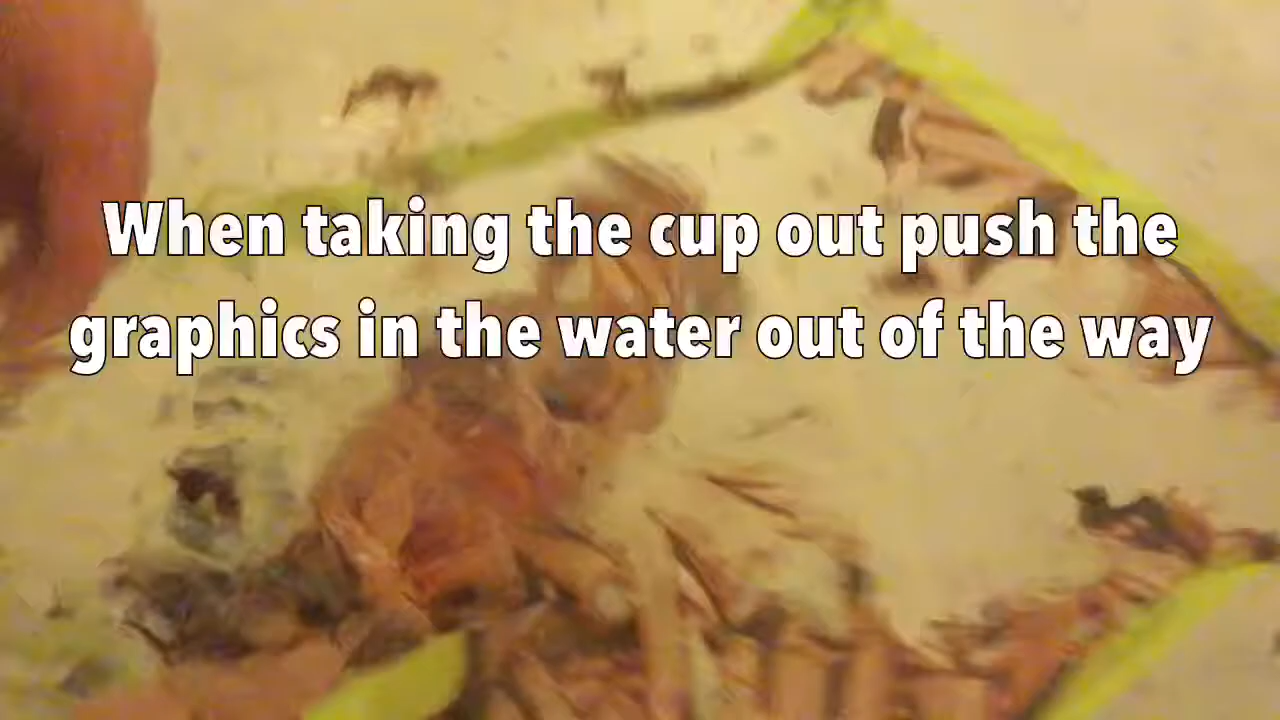 When taking the cup out push the
graphics in the water out of the way